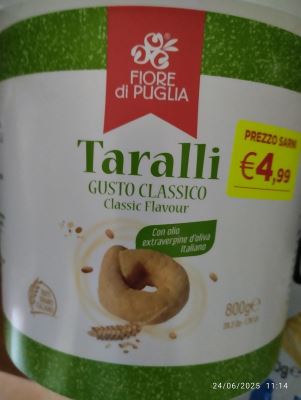 FIORE
di PUGLIA
Taralli
GUSTO CLASSICO
Classic Flavour
PREZZO SARNI
€4,99
Con olio
extravergine d'oliva
Italiano
800g℮
24/06/2025 11:14